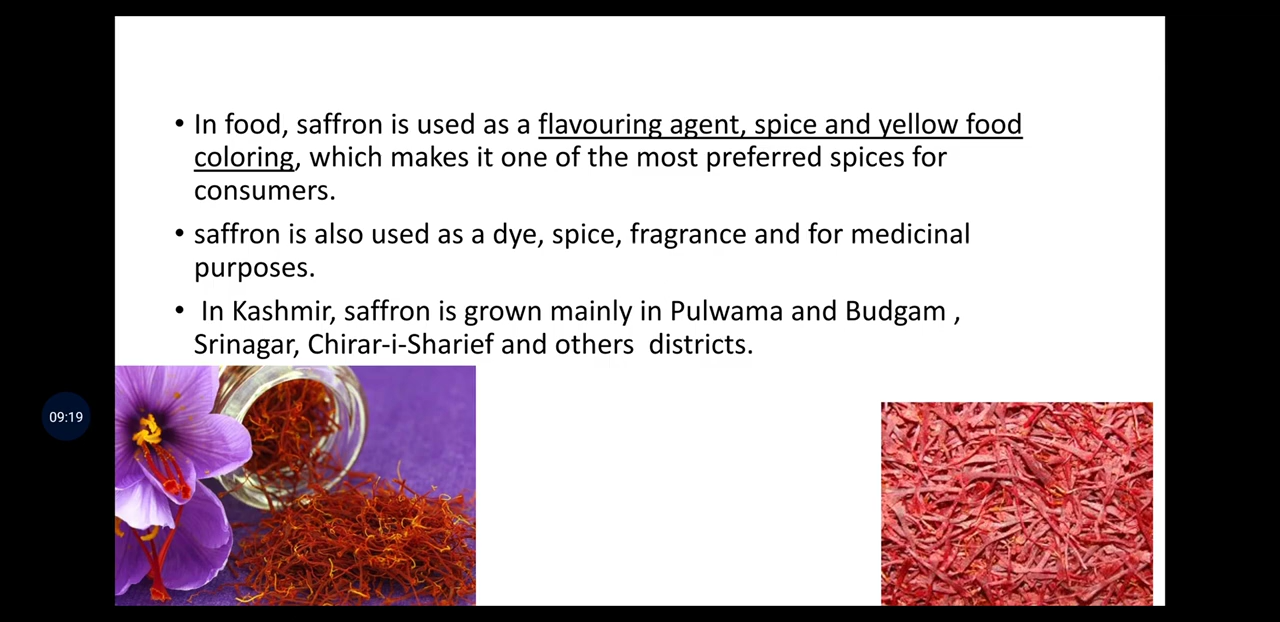 • In food, saffron is used as a flavouring agent, spice and yellow food
coloring, which makes it one of the most preferred spices for
consumers.
• saffron is also used as a dye, spice, fragrance and for medicinal
purposes.
• In Kashmir, saffron is grown mainly in Pulwama and Budgam ,
Srinagar, Chirar-i-Sharief and others  districts.
09:19